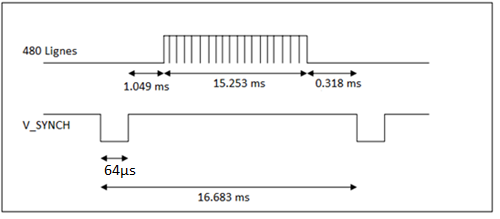 480 Lignes
1.049 ms 15.253 ms 0.318 ms
V_SYNCH
64µs
16.683 ms